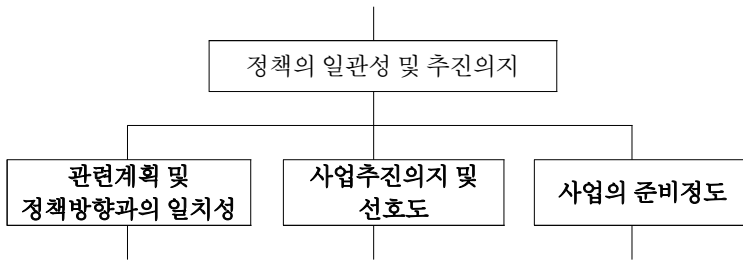 정책의 일관성 및 추진의지
관련계획 및
정책방향과의 일치성
사업추진의지 및
선호도
사업의 준비정도